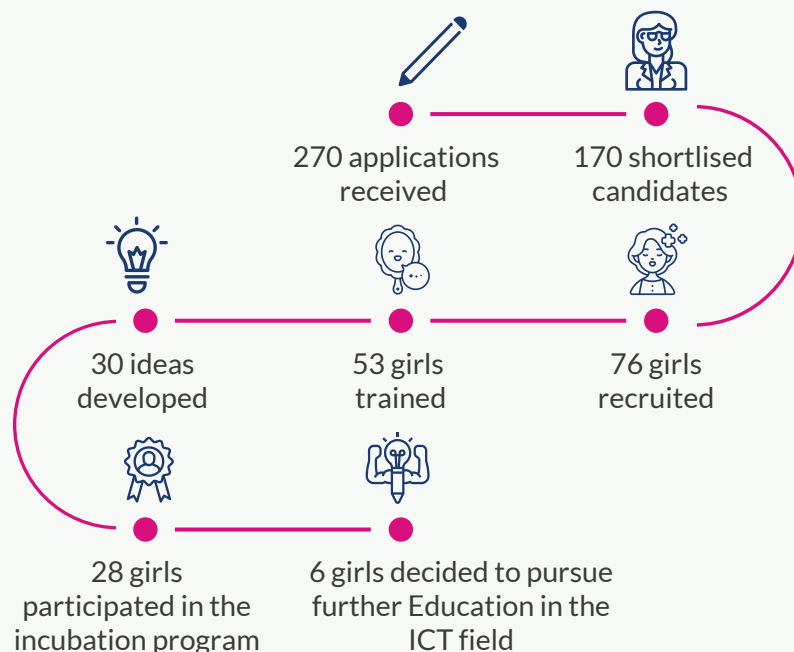 270 applications
received
170 shortlised
candidates
76 girls
recruited
53 girls
trained
30 ideas
developed
28 girls
participated in the
incubation program
6 girls decided to pursue
further Education in the
ICT field